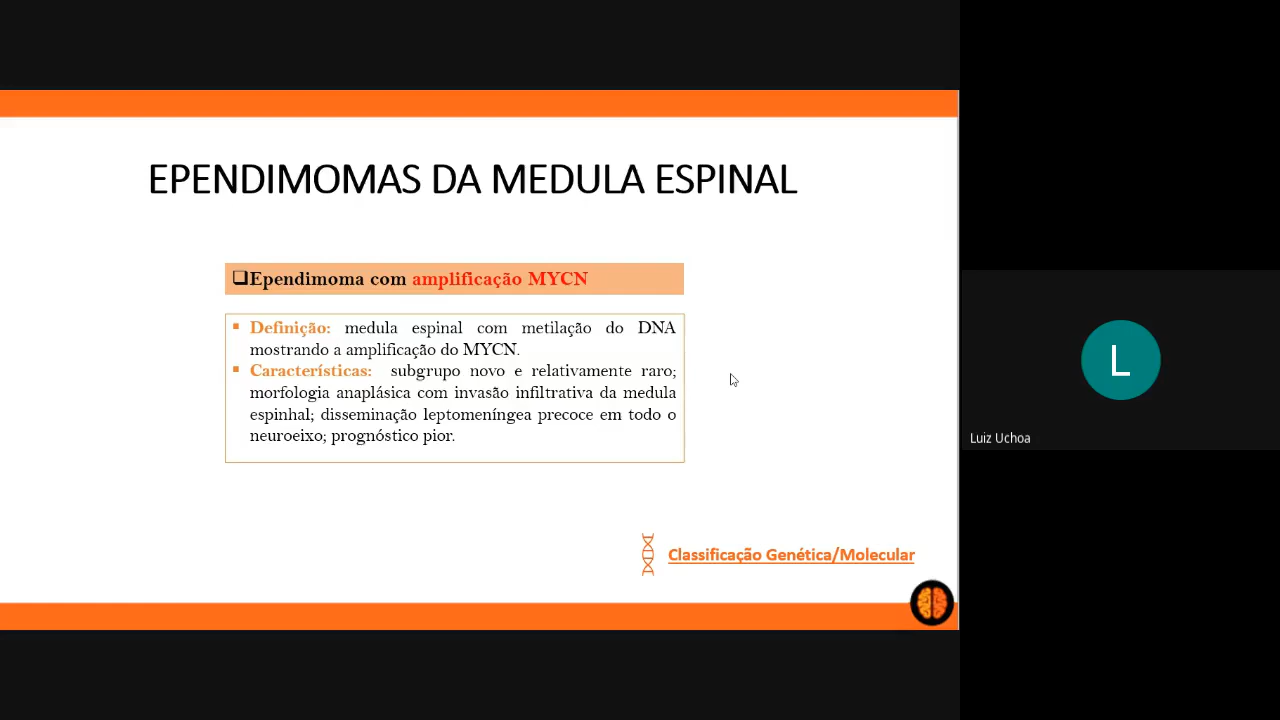 EPENDIMOMAS DA MEDULA ESPINAL
❑Ependimoma com amplificação MYCN
▪ Definição: medula espinal com metilação do DNA
mostrando a amplificação do MYCN.
▪ Características: subgrupo novo e relativamente raro;
morfologia anaplásica com invasão infiltrativa da medula
espinhal; disseminação leptomeníngea precoce em todo o
neuroeixo; prognóstico pior.
Classificação Genética/Molecular
L
Luiz Uchoa